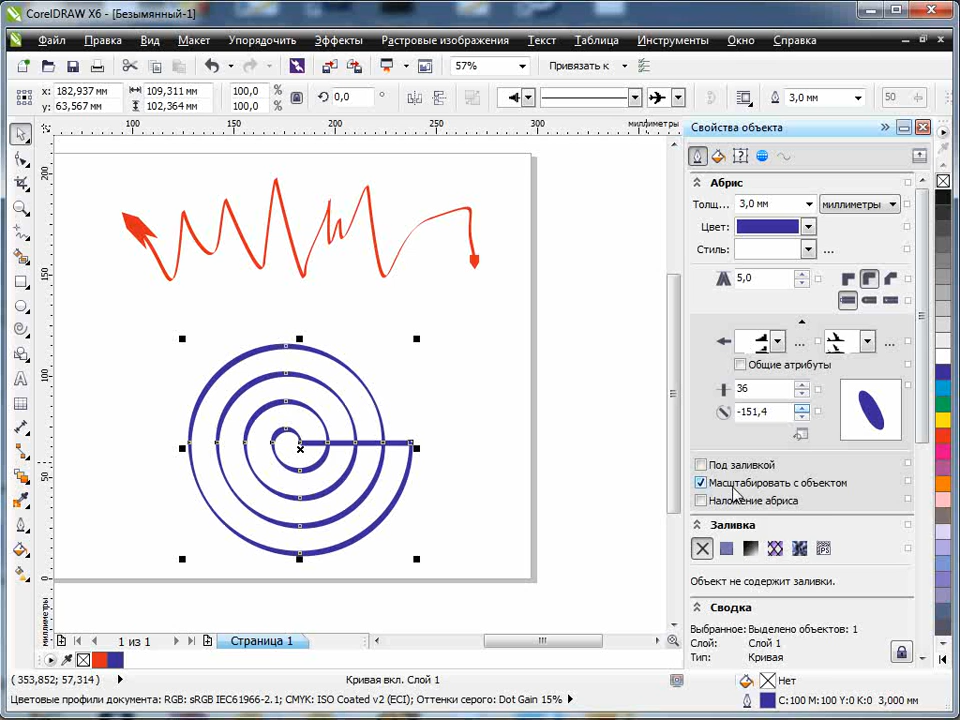 CorelDRAW X6 - [Безымянный-1]
Файл Правка Вид Макет Упорядочить Эффекты Растровые изображения Текст Таблица Инструменты Окно Справка
57% Привязать к
x: 182,937 мм 109,311 мм 100,0 % 0,0 ° 3,0 мм 50
y: 63,567 мм 102,364 мм 100,0 %
100 150 200 250 300 миллиметры
200
150
100
50
0
миллиметры
Свойства объекта
Абрис
Толщ... 3,0 мм миллиметры
Цвет:
Стиль: ...
5,0
... ...
Общие атрибуты
36
-151,4
Под заливкой
Масштабировать с объектом
Наложение абриса
Заливка
Объект не содержит заливки.
Сводка
Выбранное: Выделено объектов: 1
Слой: Слой 1
Тип: Кривая
1 из 1 Страница 1
( 353,852; 57,314 ) Кривая вкл. Слой 1 Нет
Цветовые профили документа: RGB: sRGB IEC61966-2.1; CMYK: ISO Coated v2 (ECI); Оттенки серого: Dot Gain 15% C:100 M:100 Y:0 K:0 3,000 мм